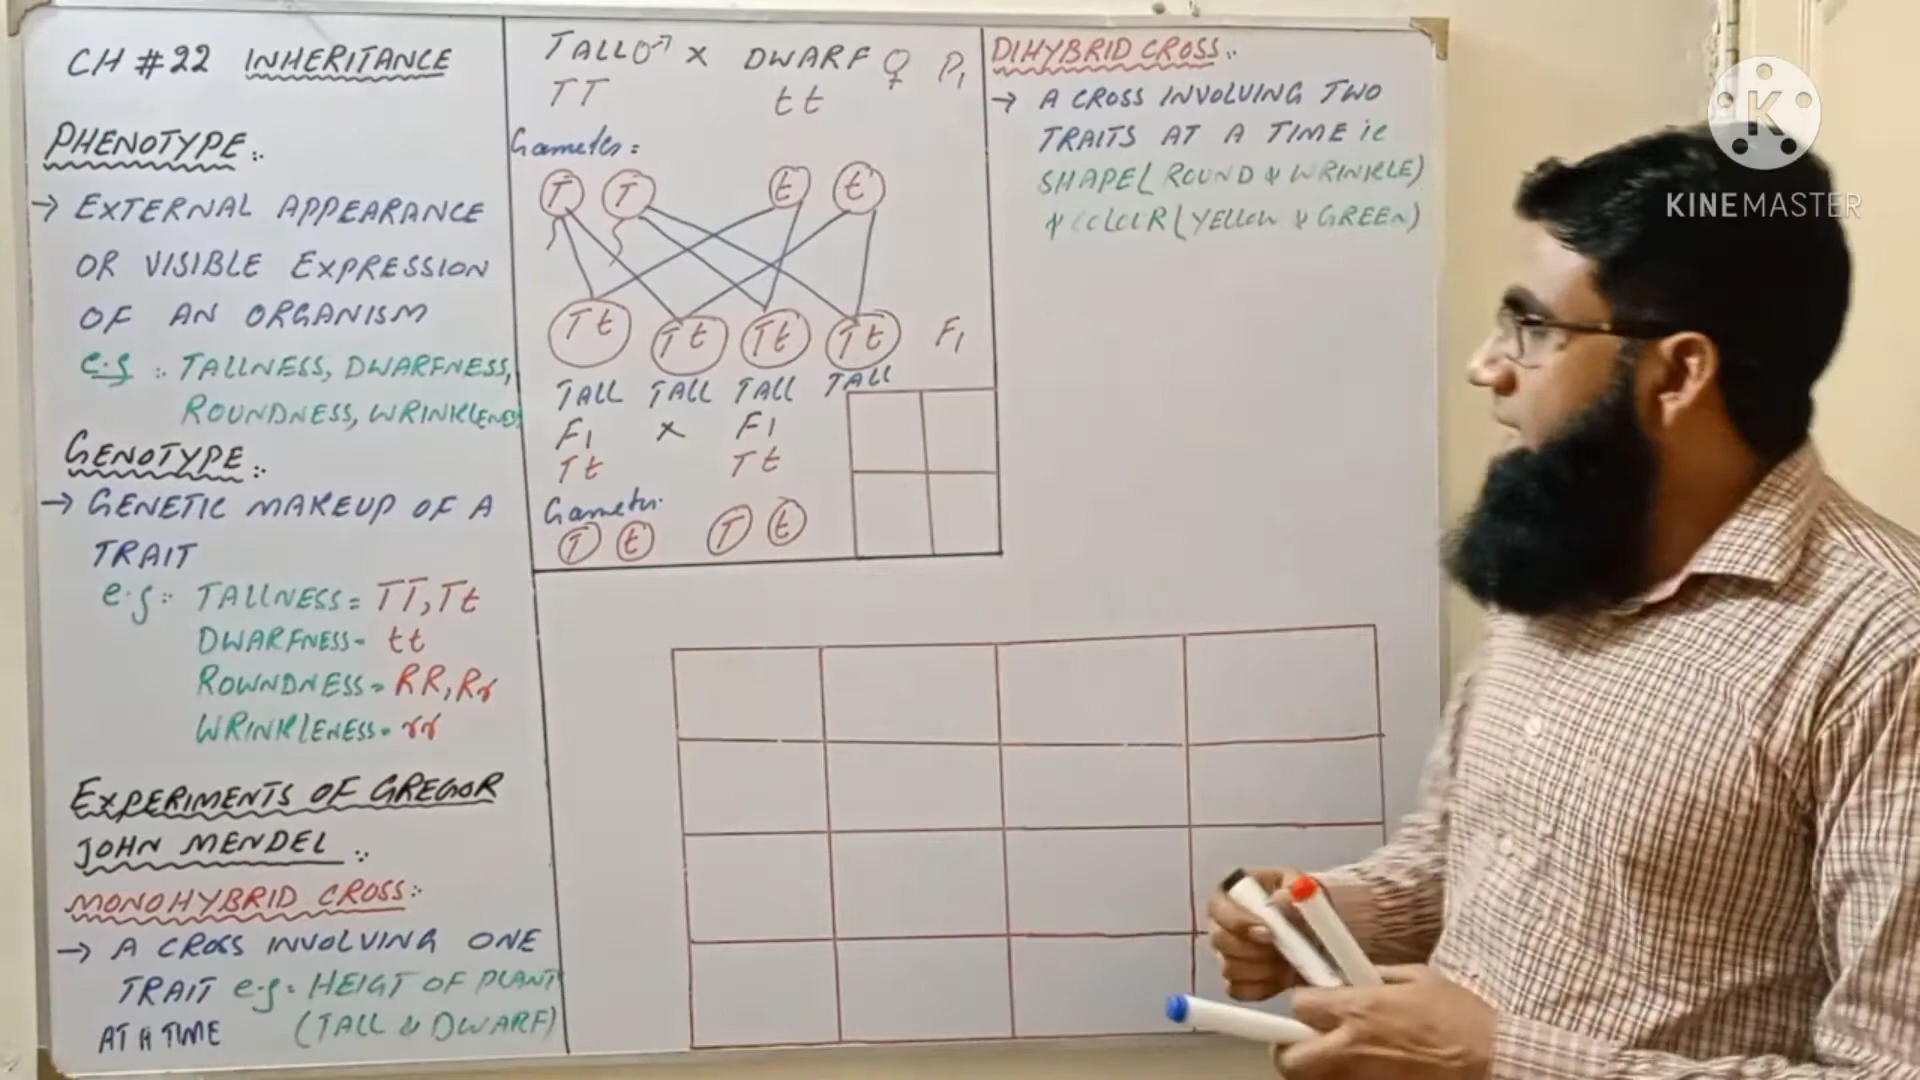 CH # 22 INHERITANCE
PHENOTYPE :.
→ EXTERNAL APPEARANCE
OR VISIBLE EXPRESSION
OF AN ORGANISM
e.g :. TALLNESS, DWARFNESS,
ROUNDNESS, WRINKLENESS
GENOTYPE :.
→ GENETIC MAKEUP OF A
TRAIT
e.g :. TALLNESS = TT, Tt
DWARFNESS - tt
ROWNDNESS - RR, Rr
WRINKLENESS - rr
EXPERIMENTS OF GREGOR
JOHN MENDEL :.
MONOHYBRID CROSS :.
→ A CROSS INVOLVING ONE
TRAIT e.g :. HEIGT OF PLANT
AT A TIME (TALL & DWARF)
TALL ♂ x DWARF ♀ P1
TT tt
Gametes :
T T t t
Tt Tt Tt Tt F1
TALL TALL TALL TALL
F1 x F1
Tt Tt
Gametes :
T t T t
DIHYBRID CROSS :.
→ A CROSS INVOLVING TWO
TRAITS AT A TIME ie
SHAPE (ROUND & WRINKLE)
& COLOUR (YELLOW & GREEN)
K
KINEMASTER